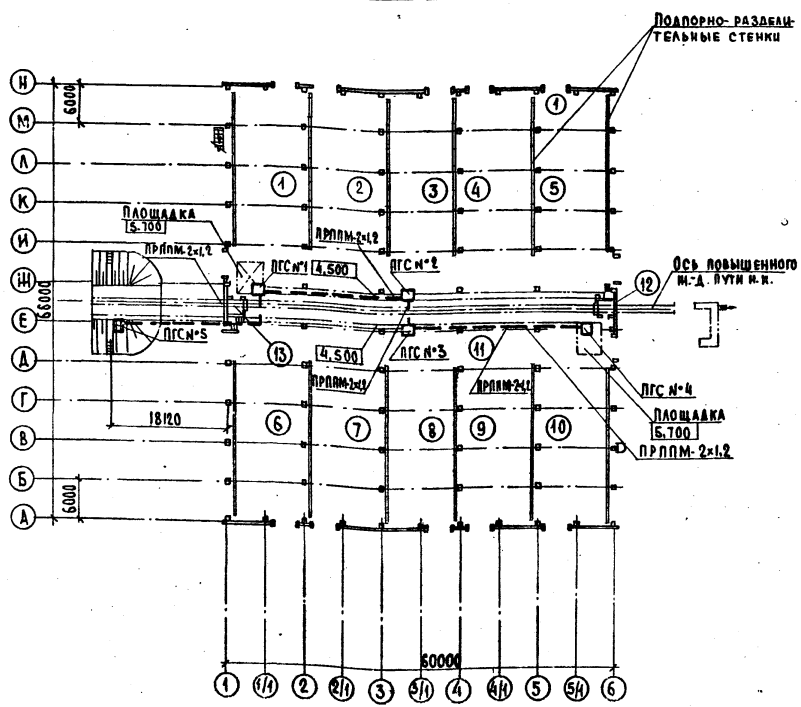 Подпорно-раздели-
тельные стенки
Н
6000
М
Л
К
И
Ж
66000
Е
Д
Г
В
Б
6000
А
1
1
2
3
4
5
Площадка
5.700
ПРППМ-2×1,2
ПГС №1
4.500
ПРППМ-2×1,2
ПГС №2
12
Ось повышенного
ж.-д. пути н.к.
ПГС №5
13
4.500
ПРППМ-2×1,2
ПГС №3
11
ПРППМ-2×1,2
ПГС №4
Площадка
5.700
ПРППМ-2×1,2
18120
6
7
8
9
10
60000
1
1/1
2
2/1
3
3/1
4
4/1
5
5/1
6